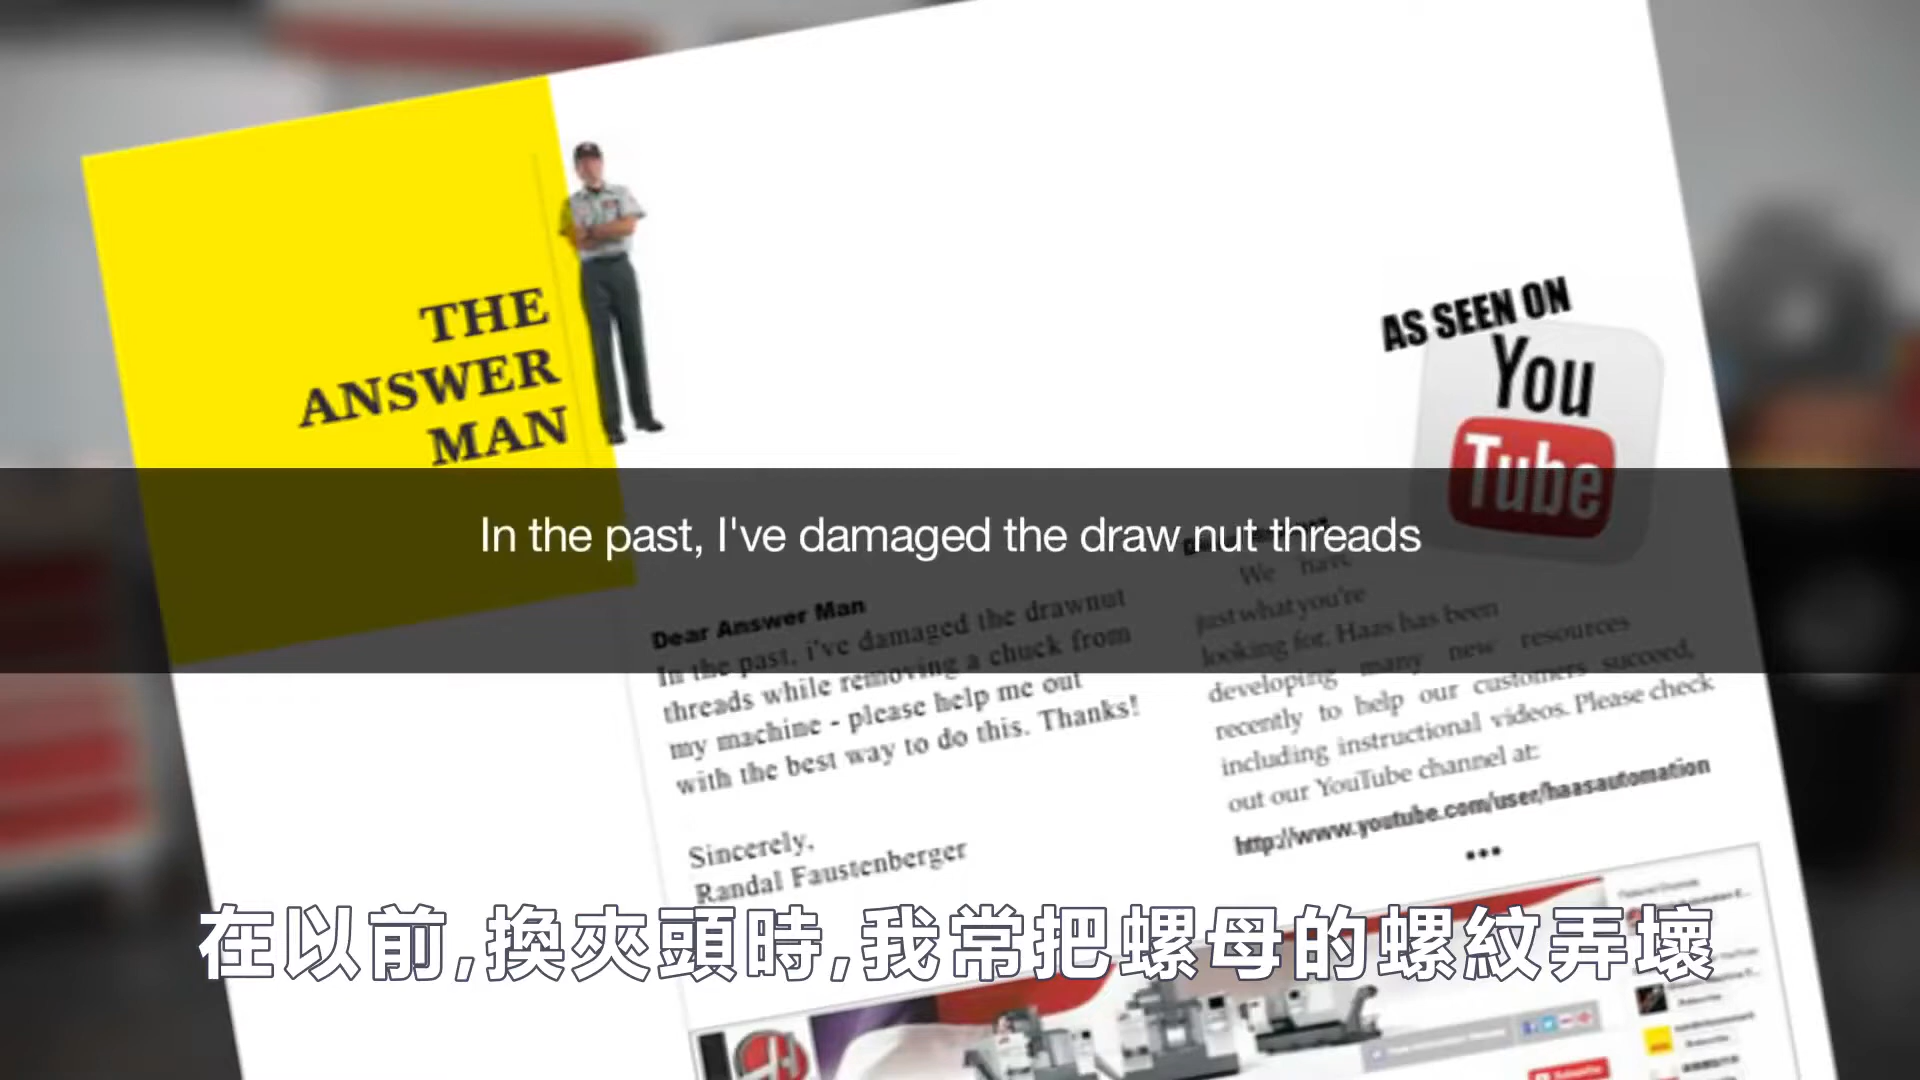 THE
ANSWER
MAN
AS SEEN ON
You
Tube
In the past, I've damaged the draw nut threads
Dear Answer Man
In the past, i've damaged the drawnut
threads while removing a chuck from
my machine - please help me out
with the best way to do this. Thanks!
Sincerely,
Randal Faustenberger
We have
just what you're
looking for. Haas has been
developing many new resources
recently to help our customers succeed,
including instructional videos. Please check
out our YouTube channel at:
http://www.youtube.com/user/haasautomation
•••
在以前,換夾頭時,我常把螺母的螺紋弄壞